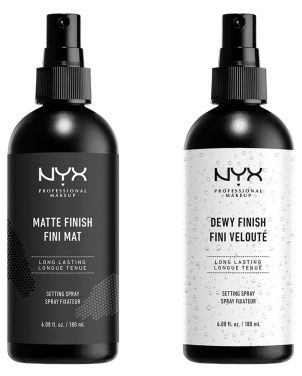 NYX
PROFESSIONAL
MAKEUP
MATTE FINISH
FINI MAT
LONG LASTING
LONGUE TENUE
SETTING SPRAY
SPRAY FIXATEUR
6.08 fl. oz. / 180 mL
NYX
PROFESSIONAL
MAKEUP
DEWY FINISH
FINI VELOUTÉ
LONG LASTING
LONGUE TENUE
SETTING SPRAY
SPRAY FIXATEUR
6.08 fl. oz. / 180 mL